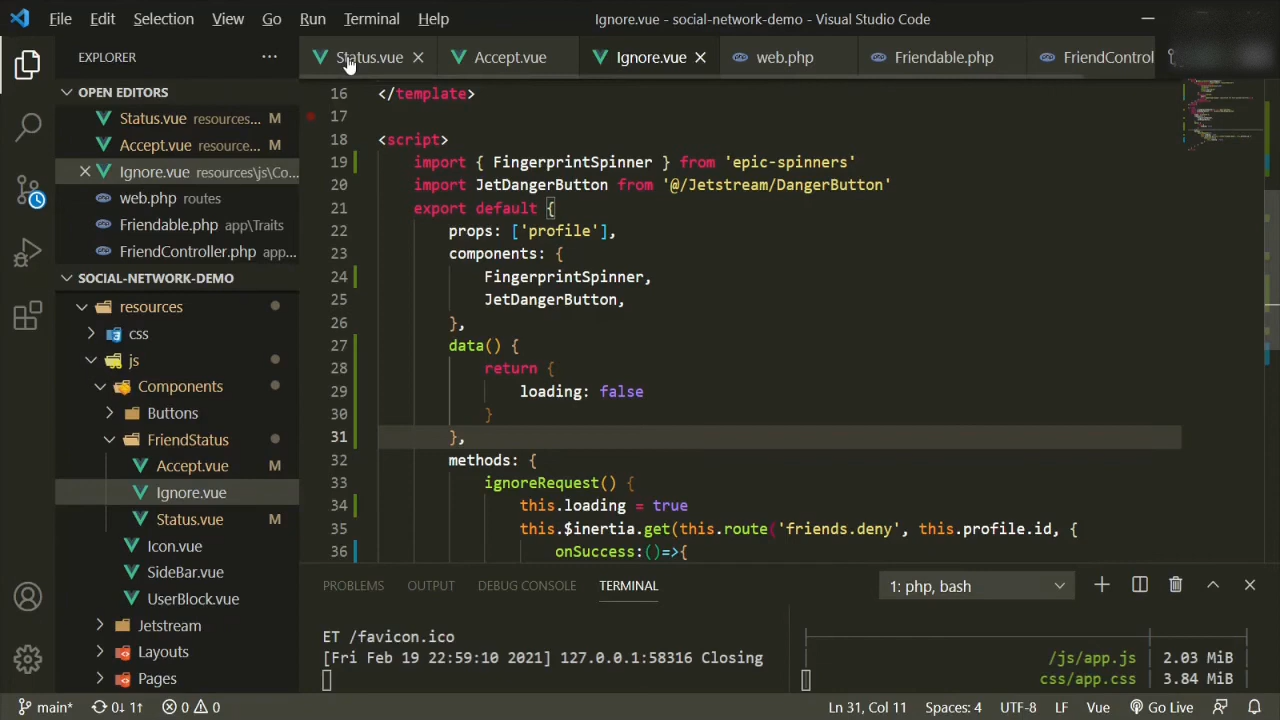 File Edit Selection View Go Run Terminal Help
Ignore.vue - social-network-demo - Visual Studio Code
EXPLORER
Status.vue
Accept.vue
Ignore.vue
web.php
Friendable.php
FriendControl
OPEN EDITORS
Status.vue resources... M
Accept.vue resource... M
Ignore.vue resources\js\Co...
web.php routes
Friendable.php app\Traits
FriendController.php app...
SOCIAL-NETWORK-DEMO
resources
css
js
Components
Buttons
FriendStatus
Accept.vue M
Ignore.vue
Status.vue M
Icon.vue
SideBar.vue
UserBlock.vue
Jetstream
Layouts
Pages
16 </template>
17
18 <script>
19 import { FingerprintSpinner } from 'epic-spinners'
20 import JetDangerButton from '@/Jetstream/DangerButton'
21 export default {
22 props: ['profile'],
23 components: {
24 FingerprintSpinner,
25 JetDangerButton,
26 },
27 data() {
28 return {
29 loading: false
30 }
31 },
32 methods: {
33 ignoreRequest() {
34 this.loading = true
35 this.$inertia.get(this.route('friends.deny', this.profile.id, {
36 onSuccess:()=>{
PROBLEMS OUTPUT DEBUG CONSOLE TERMINAL
1: php, bash
ET /favicon.ico
[Fri Feb 19 22:59:10 2021] 127.0.0.1:58316 Closing
/js/app.js 2.03 MiB
css/app.css 3.84 MiB
main* 0↓ 1↑ 0 0
Ln 31, Col 11 Spaces: 4 UTF-8 LF Vue Go Live